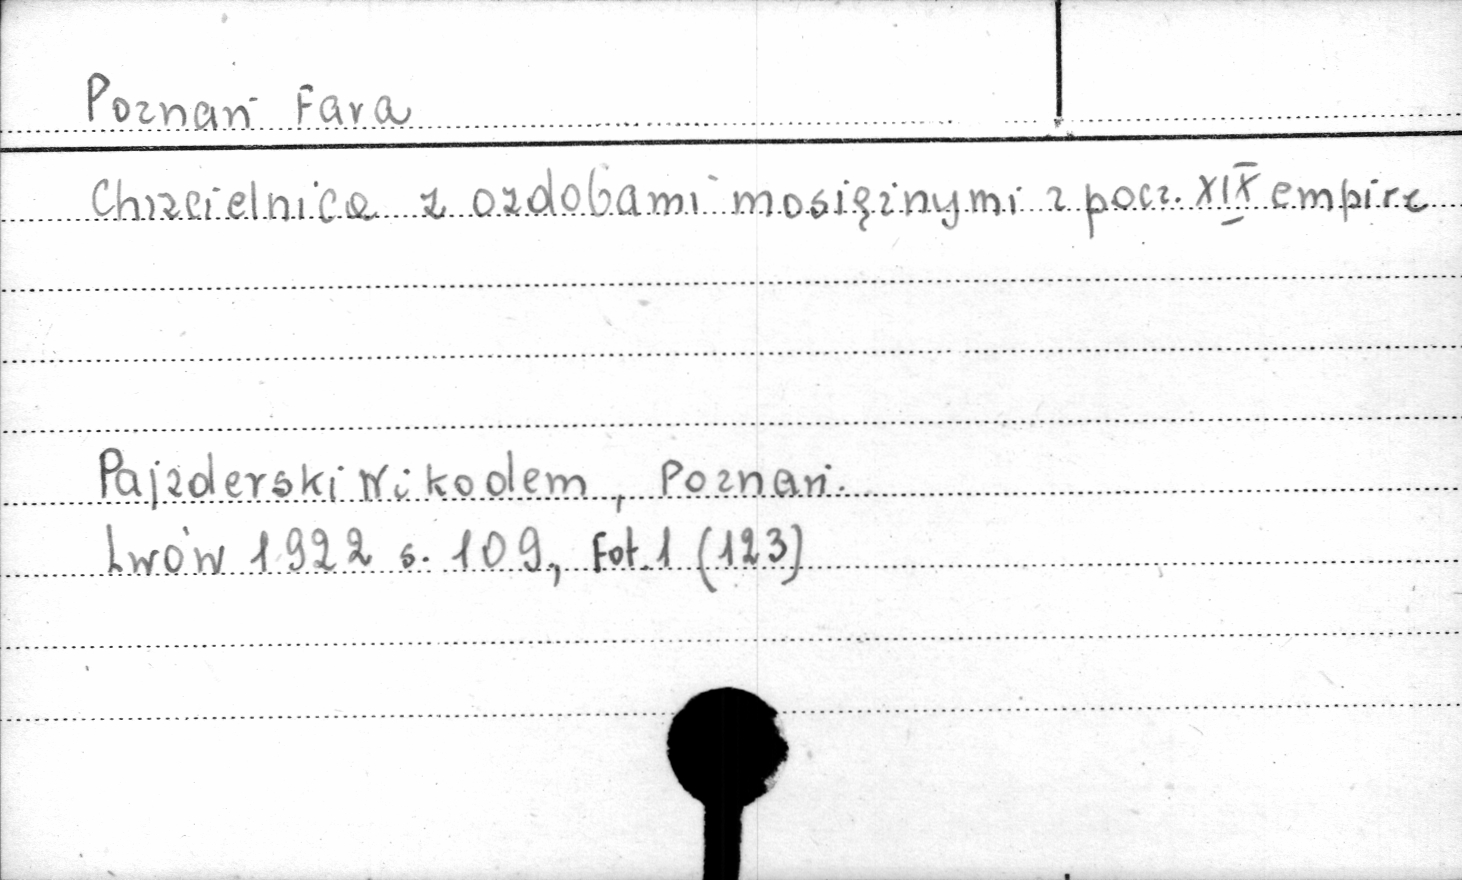 Poznań Fara
Chrzcielnica z ozdobami mosiężnymi z pocz. XIX empire
Pajzderski Nikodem, Poznań.
Lwów 1922 s. 109, Fot. 1 (123)